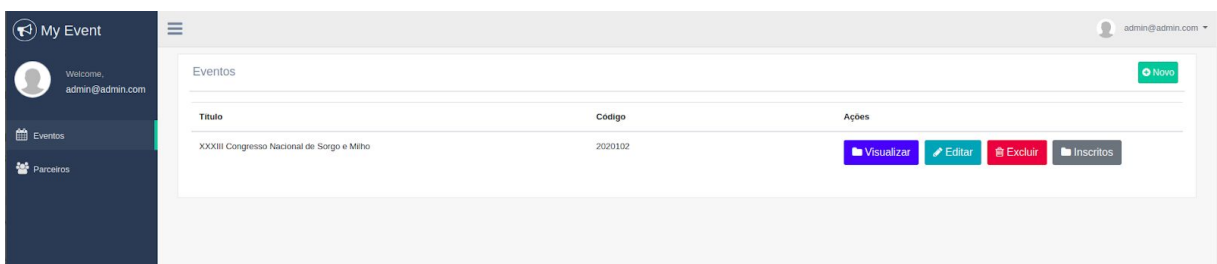 My Event
admin@admin.com
Welcome,
admin@admin.com
Eventos
Parceiros
Eventos
Novo
Título Código Ações
XXXIII Congresso Nacional de Sorgo e Milho 2020102 Visualizar Editar Excluir Inscritos